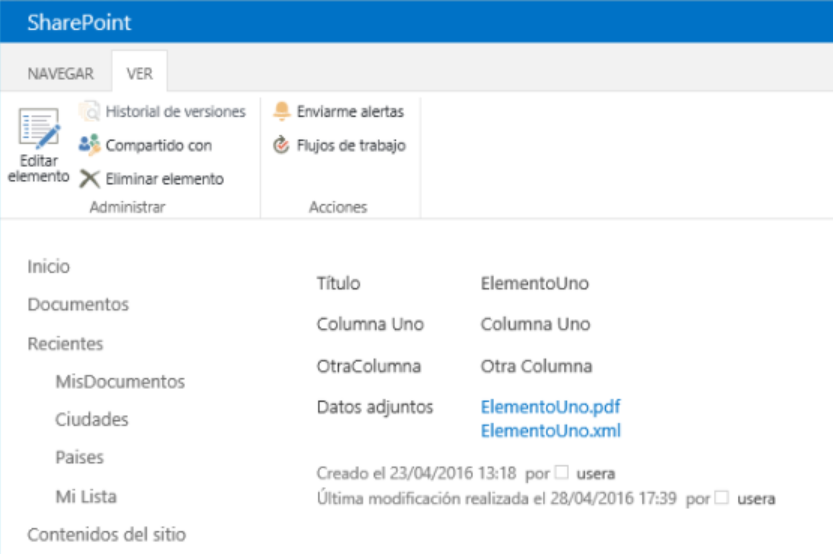 SharePoint
NAVEGAR VER
Editar elemento
Historial de versiones
Compartido con
Eliminar elemento
Administrar
Enviarme alertas
Flujos de trabajo
Acciones
Inicio
Documentos
Recientes
MisDocumentos
Ciudades
Paises
Mi Lista
Contenidos del sitio
Título ElementoUno
Columna Uno Columna Uno
OtraColumna Otra Columna
Datos adjuntos ElementoUno.pdf
ElementoUno.xml
Creado el 23/04/2016 13:18 por usera
Última modificación realizada el 28/04/2016 17:39 por usera